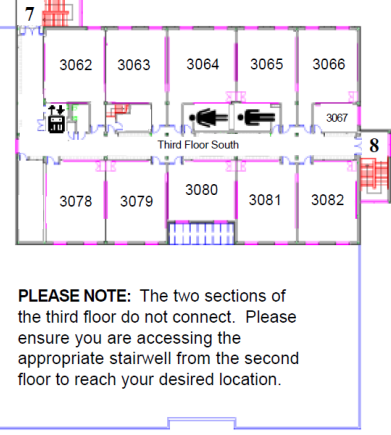 7
3062 3063 3064 3065 3066
3067
Third Floor South
8
3078 3079 3080 3081 3082
PLEASE NOTE: The two sections of
the third floor do not connect. Please
ensure you are accessing the
appropriate stairwell from the second
floor to reach your desired location.